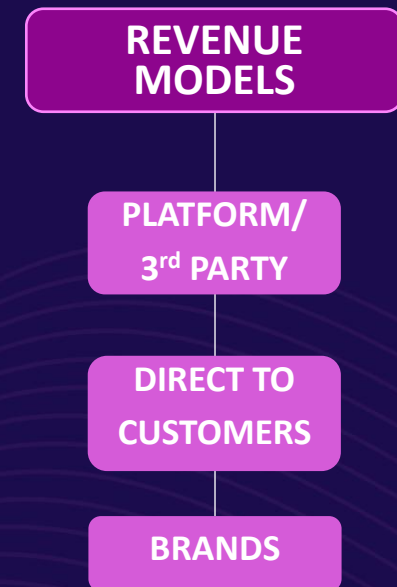 REVENUE
MODELS
PLATFORM/
3rd PARTY
DIRECT TO
CUSTOMERS
BRANDS